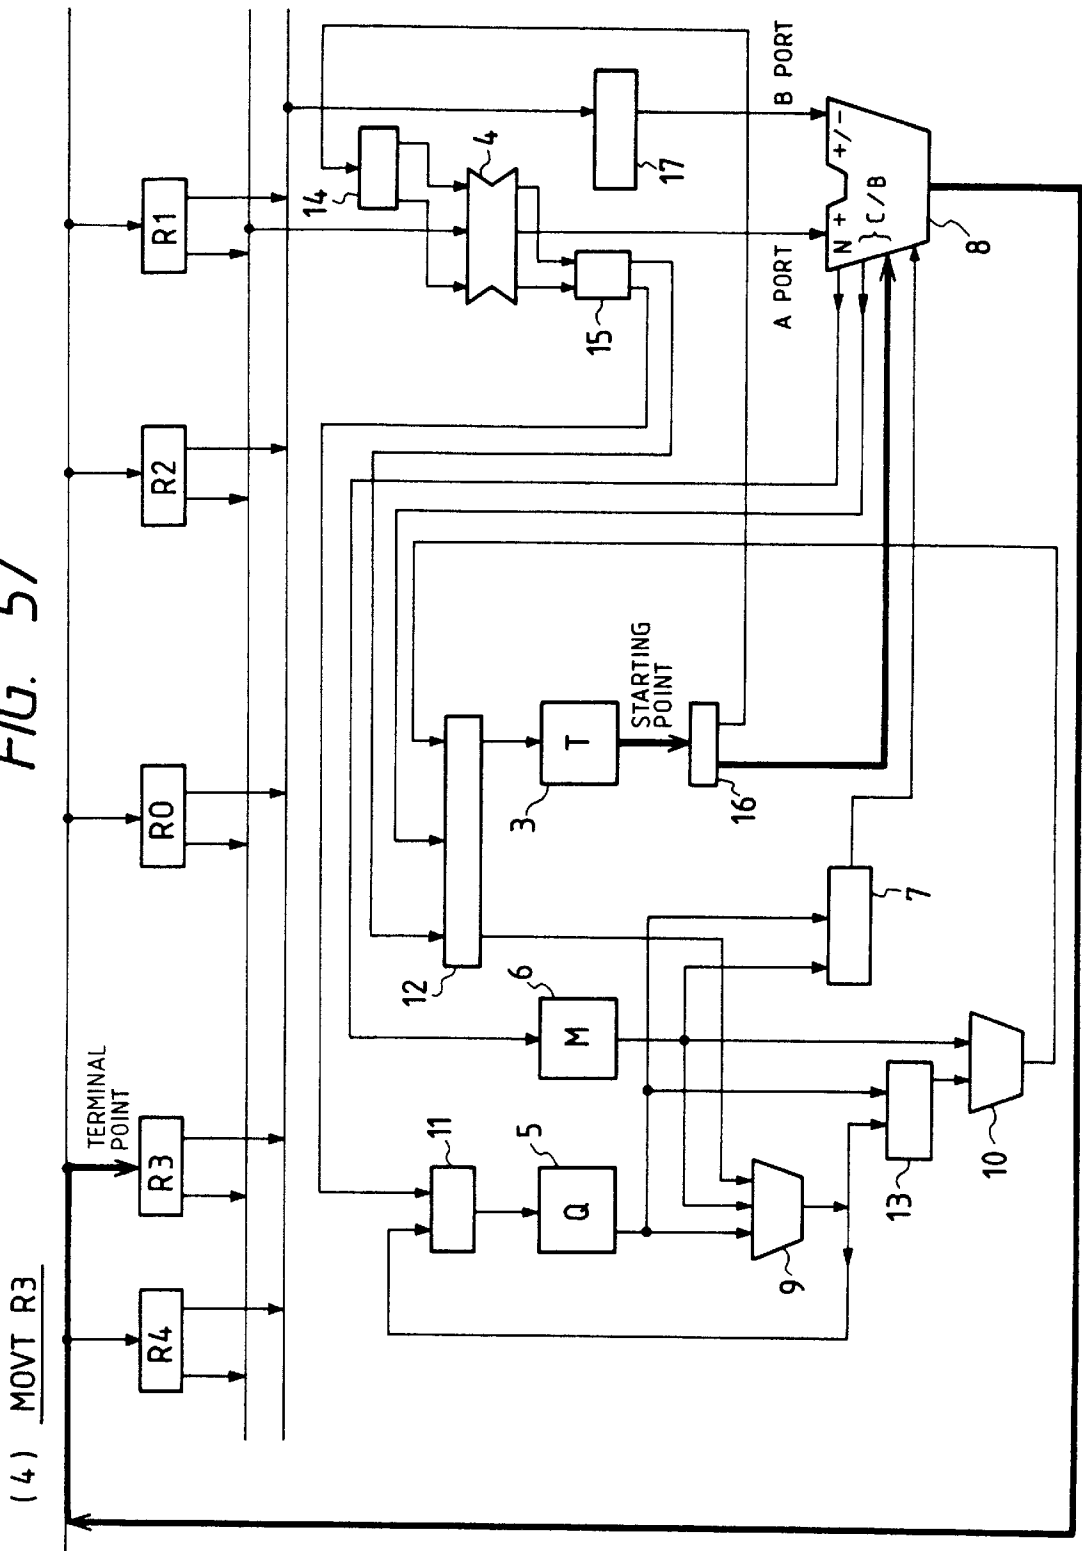 FIG. 57
(4) MOVT R3
TERMINAL
POINT
R4
R3
R0
R2
R1
14
11
12
6
4
5
3
15
Q
M
T
STARTING
POINT
17
16
9
A PORT
B PORT
13
7
10
N + +/-
} C/B
8